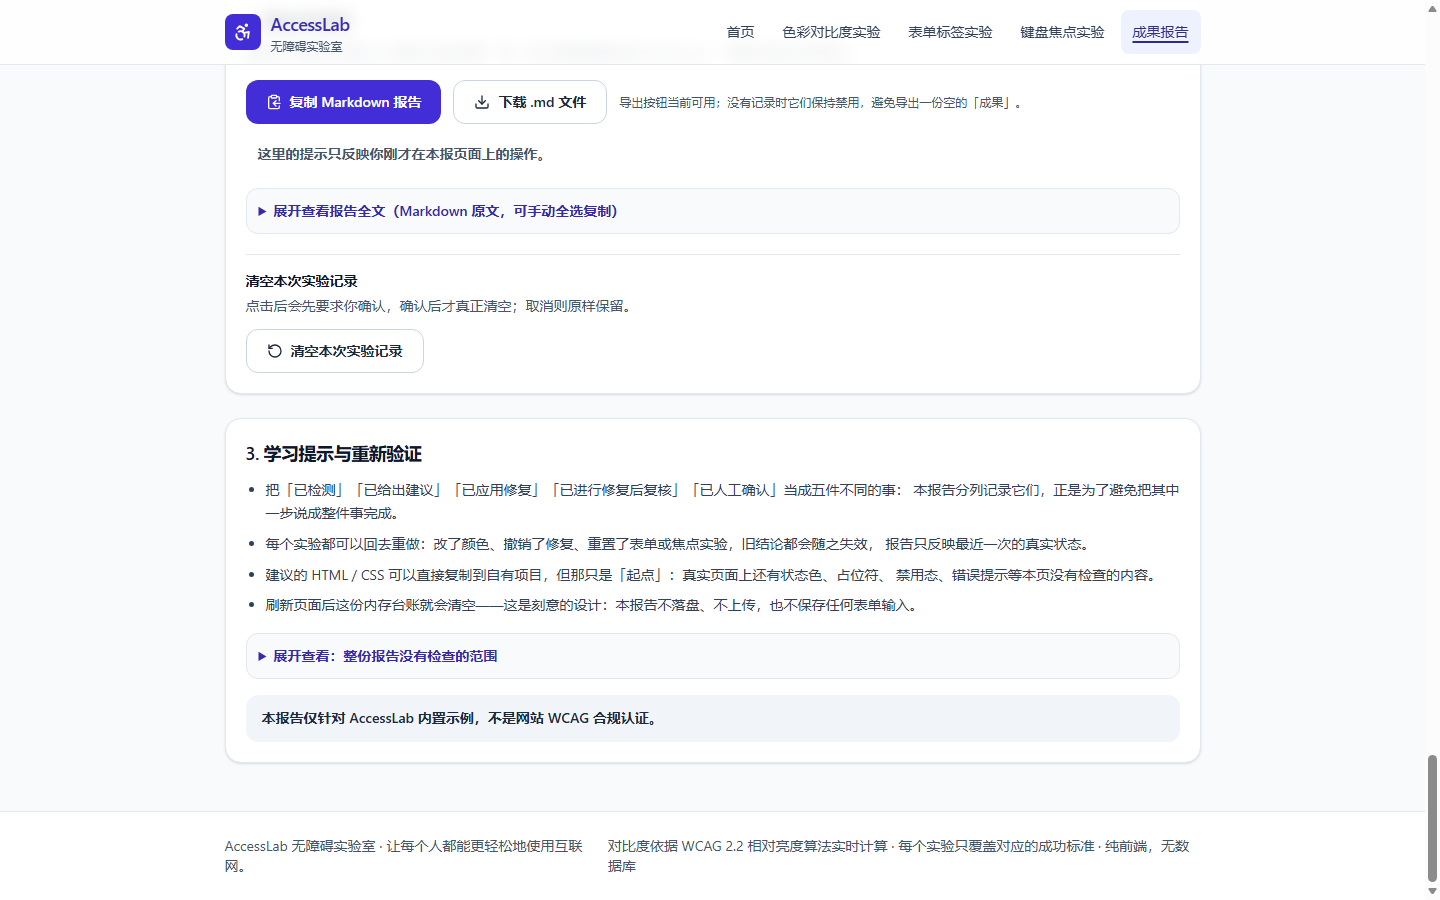 AccessLab
无障碍实验室
首页
色彩对比度实验
表单标签实验
键盘焦点实验
成果报告
复制 Markdown 报告
下载 .md 文件
导出按钮当前可用；没有记录时它们保持禁用，避免导出一份空的「成果」。
这里的提示只反映你刚才在本报页面上的操作。
展开查看报告全文（Markdown 原文，可手动全选复制）
清空本次实验记录
点击后会先要求你确认，确认后才真正清空；取消则原样保留。
清空本次实验记录
3. 学习提示与重新验证
把「已检测」「已给出建议」「已应用修复」「已进行修复后复核」「已人工确认」当成五件不同的事： 本报告分列记录它们，正是为了避免把其中
一步说成整件事完成。
每个实验都可以回去重做：改了颜色、撤销了修复、重置了表单或焦点实验，旧结论都会随之失效， 报告只反映最近一次的真实状态。
建议的 HTML / CSS 可以直接复制到自有项目，但那只是「起点」：真实页面上还有状态色、占位符、 禁用态、错误提示等本页没有检查的内容。
刷新页面后这份内存台账就会清空——这是刻意的设计：本报告不落盘、不上传，也不保存任何表单输入。
展开查看：整份报告没有检查的范围
本报告仅针对 AccessLab 内置示例，不是网站 WCAG 合规认证。
AccessLab 无障碍实验室 · 让每个人都能更轻松地使用互联
网。
对比度依据 WCAG 2.2 相对亮度算法实时计算 · 每个实验只覆盖对应的成功标准 · 纯前端，无数
据库